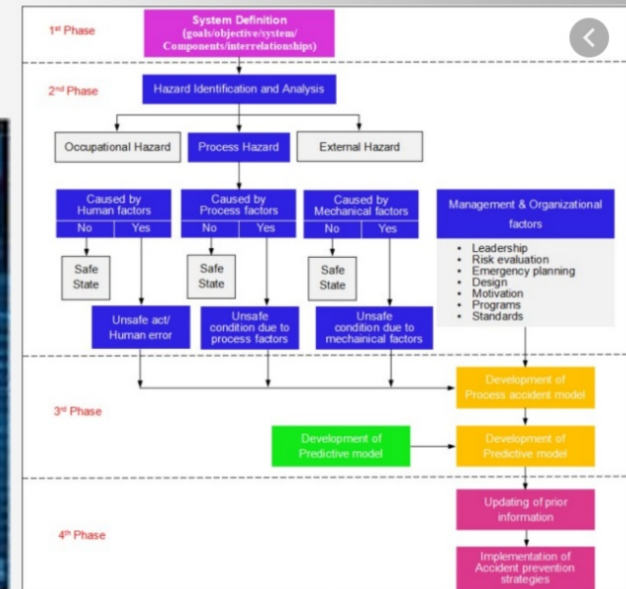 1st Phase
System Definition
(goals/objective/system/
Components/interrelationships)
2nd Phase
Hazard Identification and Analysis
Occupational Hazard
Process Hazard
External Hazard
Caused by
Human factors
No Yes
Caused by
Process factors
No Yes
Caused by
Mechanical factors
No Yes
Management & Organizational
factors
• Leadership
• Risk evaluation
• Emergency planning
• Design
• Motivation
• Programs
• Standards
Safe
State
Safe
State
Safe
State
Unsafe act/
Human error
Unsafe
condition due to
process factors
Unsafe
condition due to
mechainical factors
3rd Phase
Development of
Process accident model
Development of
Predictive model
Development of
Predictive model
4th Phase
Updating of prior
information
Implementation of
Accident prevention
strategies